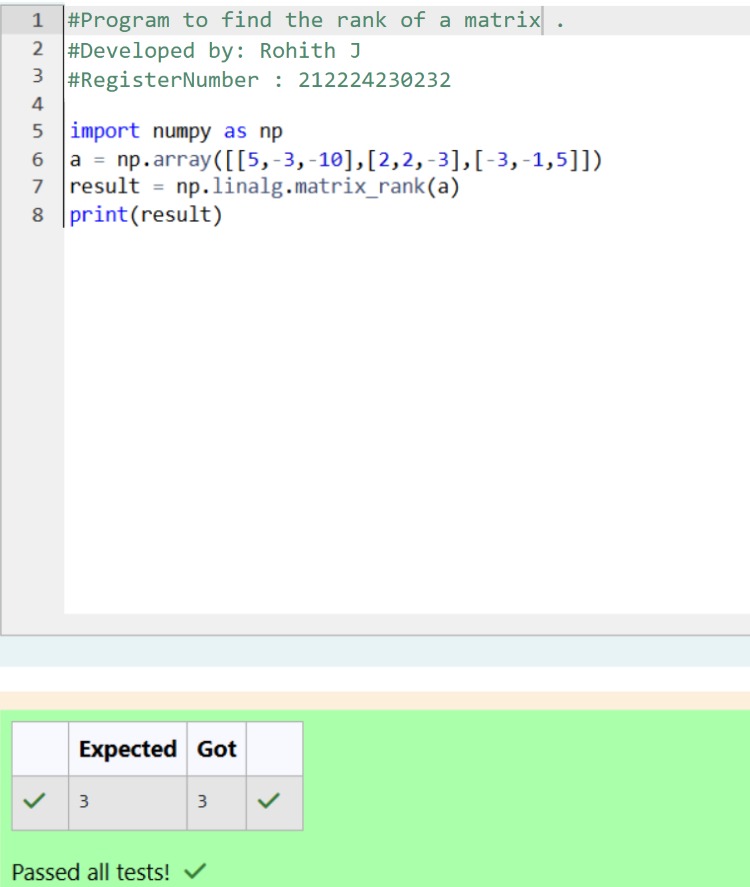 1 #Program to find the rank of a matrix .
2 #Developed by: Rohith J
3 #RegisterNumber : 212224230232
4
5 import numpy as np
6 a = np.array([[5,-3,-10],[2,2,-3],[-3,-1,5]])
7 result = np.linalg.matrix_rank(a)
8 print(result)
Expected Got
3 3
Passed all tests!